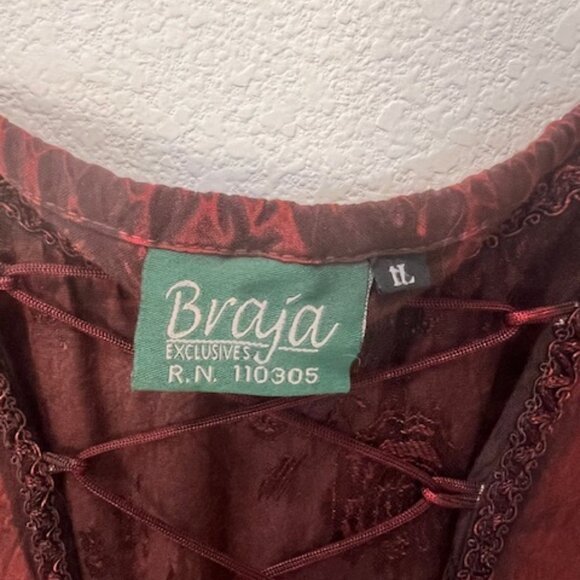 Braja
EXCLUSIVES
R.N. 110305
1L